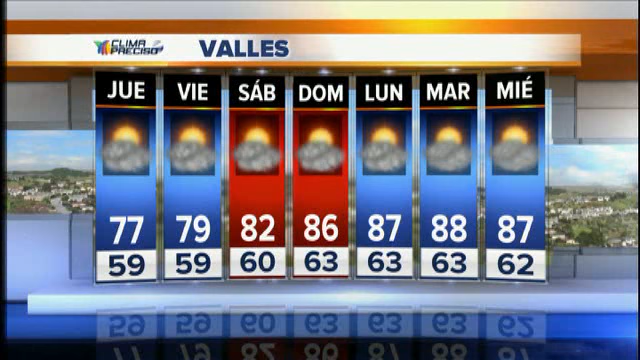 CLIMA PRECISO
VALLES
JUE VIE SÁB DOM LUN MAR MIÉ
77 79 82 86 87 88 87
59 59 60 63 63 63 62